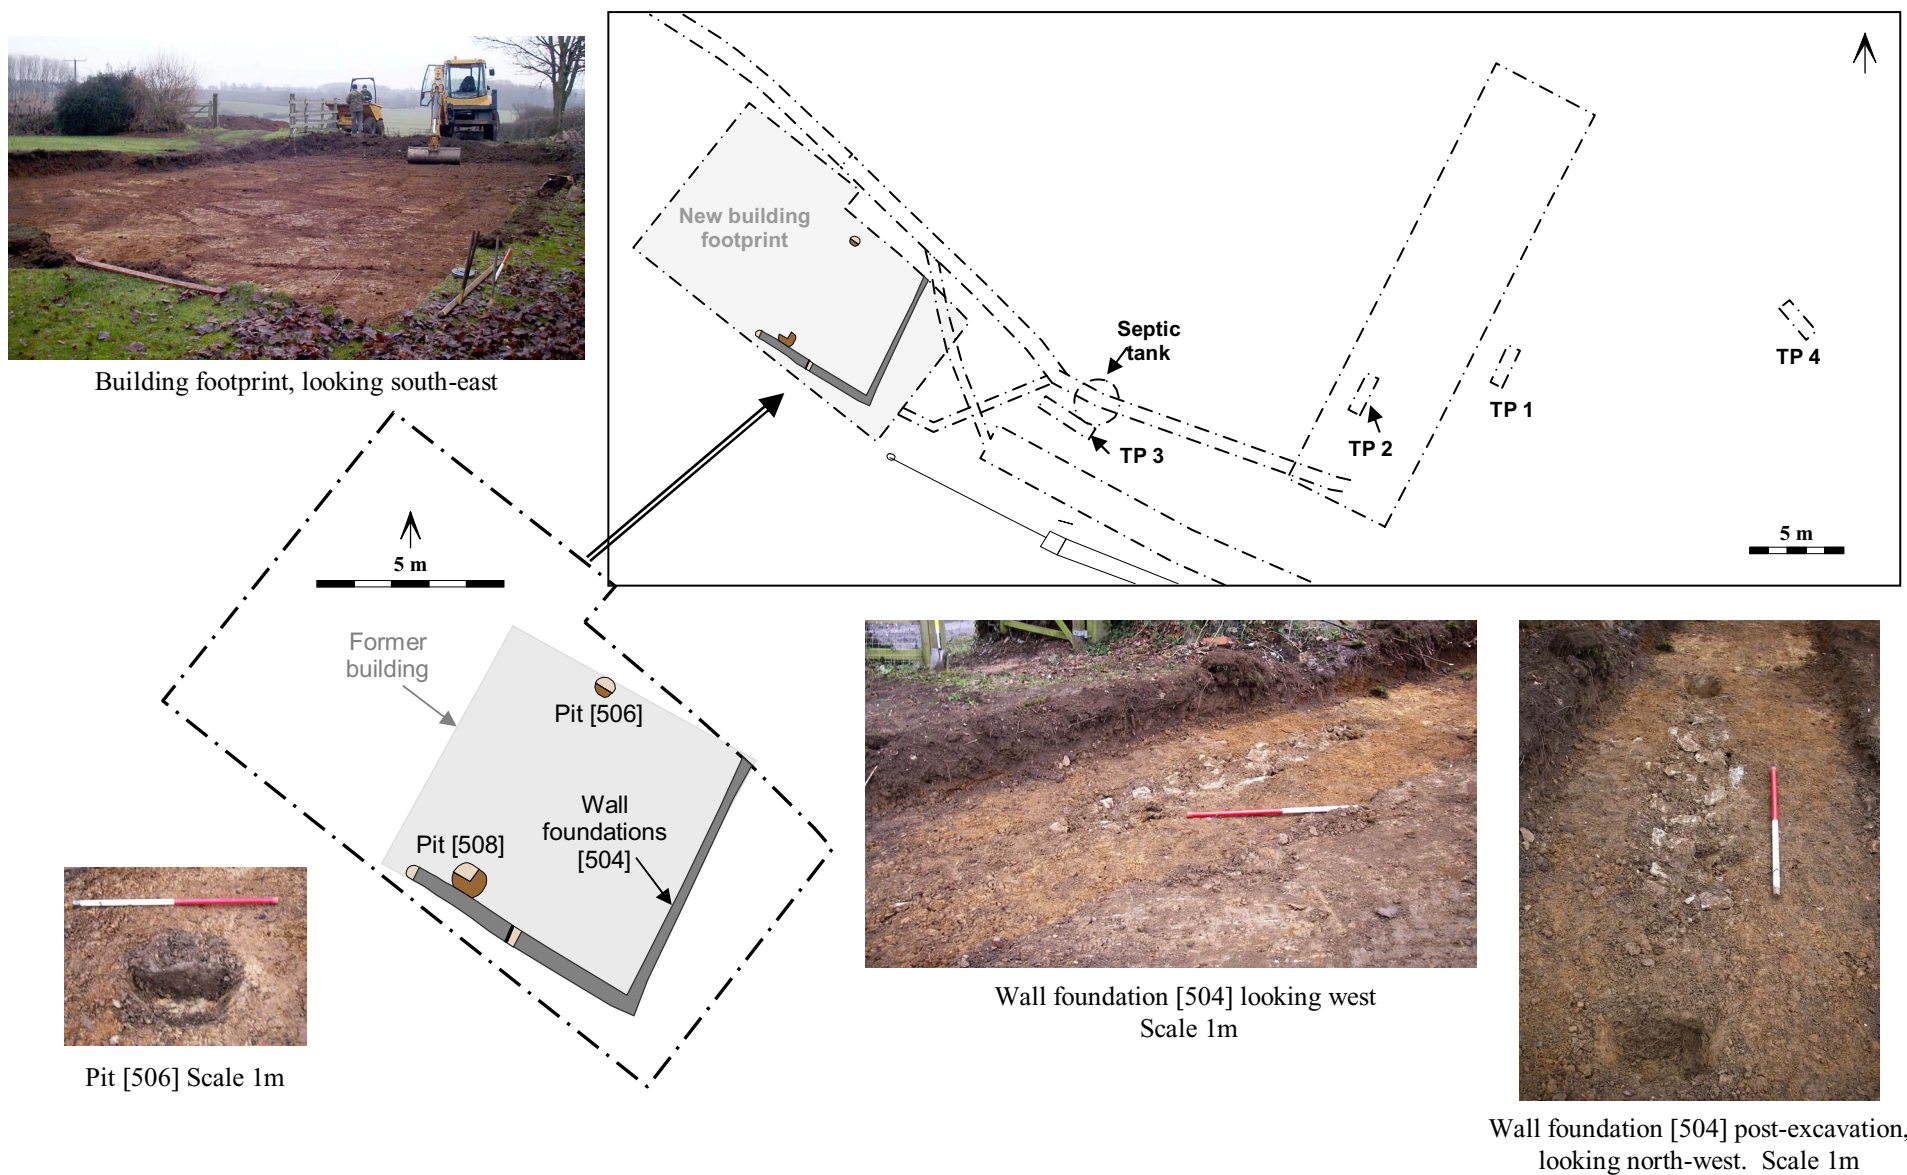 Building footprint, looking south-east
New building
footprint
Septic
tank
TP 3
TP 2
TP 1
TP 4
5 m
5 m
Former
building
Pit [506]
Pit [508]
Wall
foundations
[504]
Pit [506] Scale 1m
Wall foundation [504] looking west
Scale 1m
Wall foundation [504] post-excavation,
looking north-west. Scale 1m